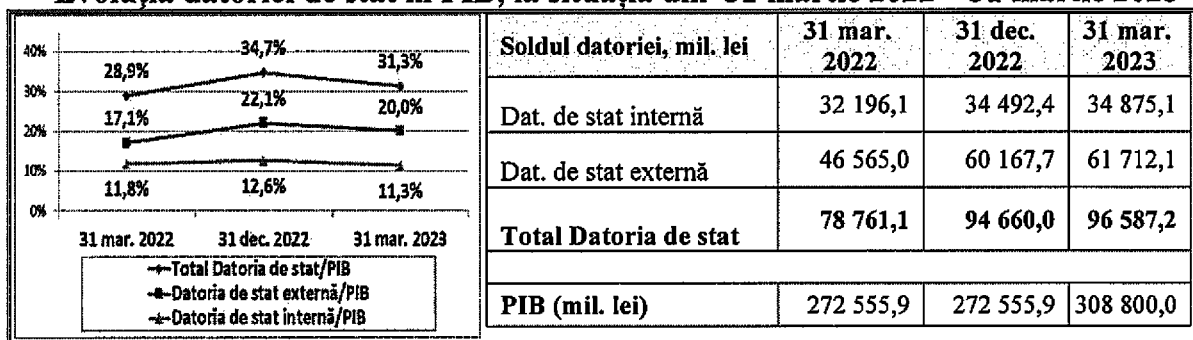 40%
30%
20%
10%
0%
34,7%
28,9%
31,3%
22,1%
17,1%
20,0%
11,8%
12,6%
11,3%
31 mar. 2022 31 dec. 2022 31 mar. 2023
Total Datoria de stat/PIB
Datoria de stat externă/PIB
Datoria de stat internă/PIB
Soldul datoriei, mil. lei 31 mar. 2022 31 dec. 2022 31 mar. 2023
Dat. de stat internă 32 196,1 34 492,4 34 875,1
Dat. de stat externă 46 565,0 60 167,7 61 712,1
Total Datoria de stat 78 761,1 94 660,0 96 587,2
PIB (mil. lei) 272 555,9 272 555,9 308 800,0